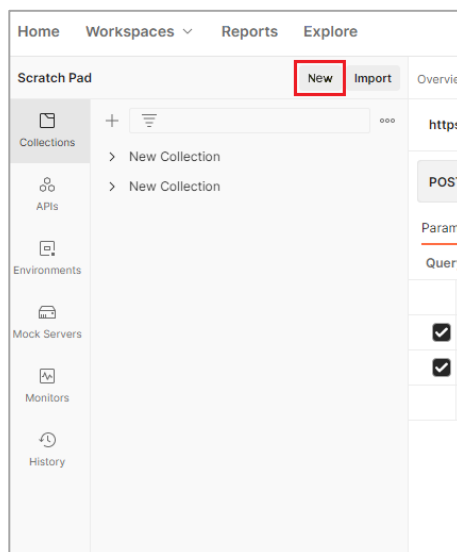 Home Workspaces Reports Explore
Scratch Pad New Import Overvie
Collections
New Collection
New Collection
APIs
Environments
Mock Servers
Monitors
History
https
POST
Param
Quer